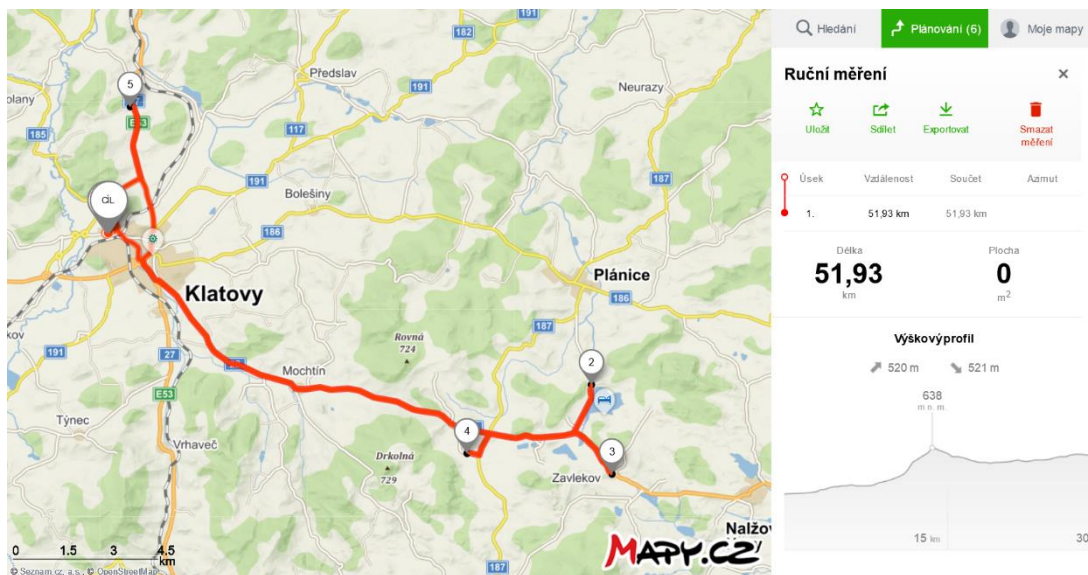 Hledání
Plánování (6)
Moje mapy
Ruční měření
×
Uložit
Sdílet
Exportovat
Smazat
měření
Úsek Vzdálenost Součet Azimut
1. 51,93 km 51,93 km
Délka
51,93
km
Plocha
0
m²
Výškový profil
520 m 521 m
638
m n. m.
15 km
30
182
Předslav
Neurazy
5
E53
185
117
191
187
191
Bolešiny
CÍL
186
Plánice
186
Klatovy
187
Rovná
724
191
27
Mochtín
2
E53
Týnec
4
Vrhaveč
Drkolná
729
3
Zavlekov
187
0 1.5 3 4.5
km
© Seznam.cz, a.s., © OpenStreetMap
MAPY.CZ